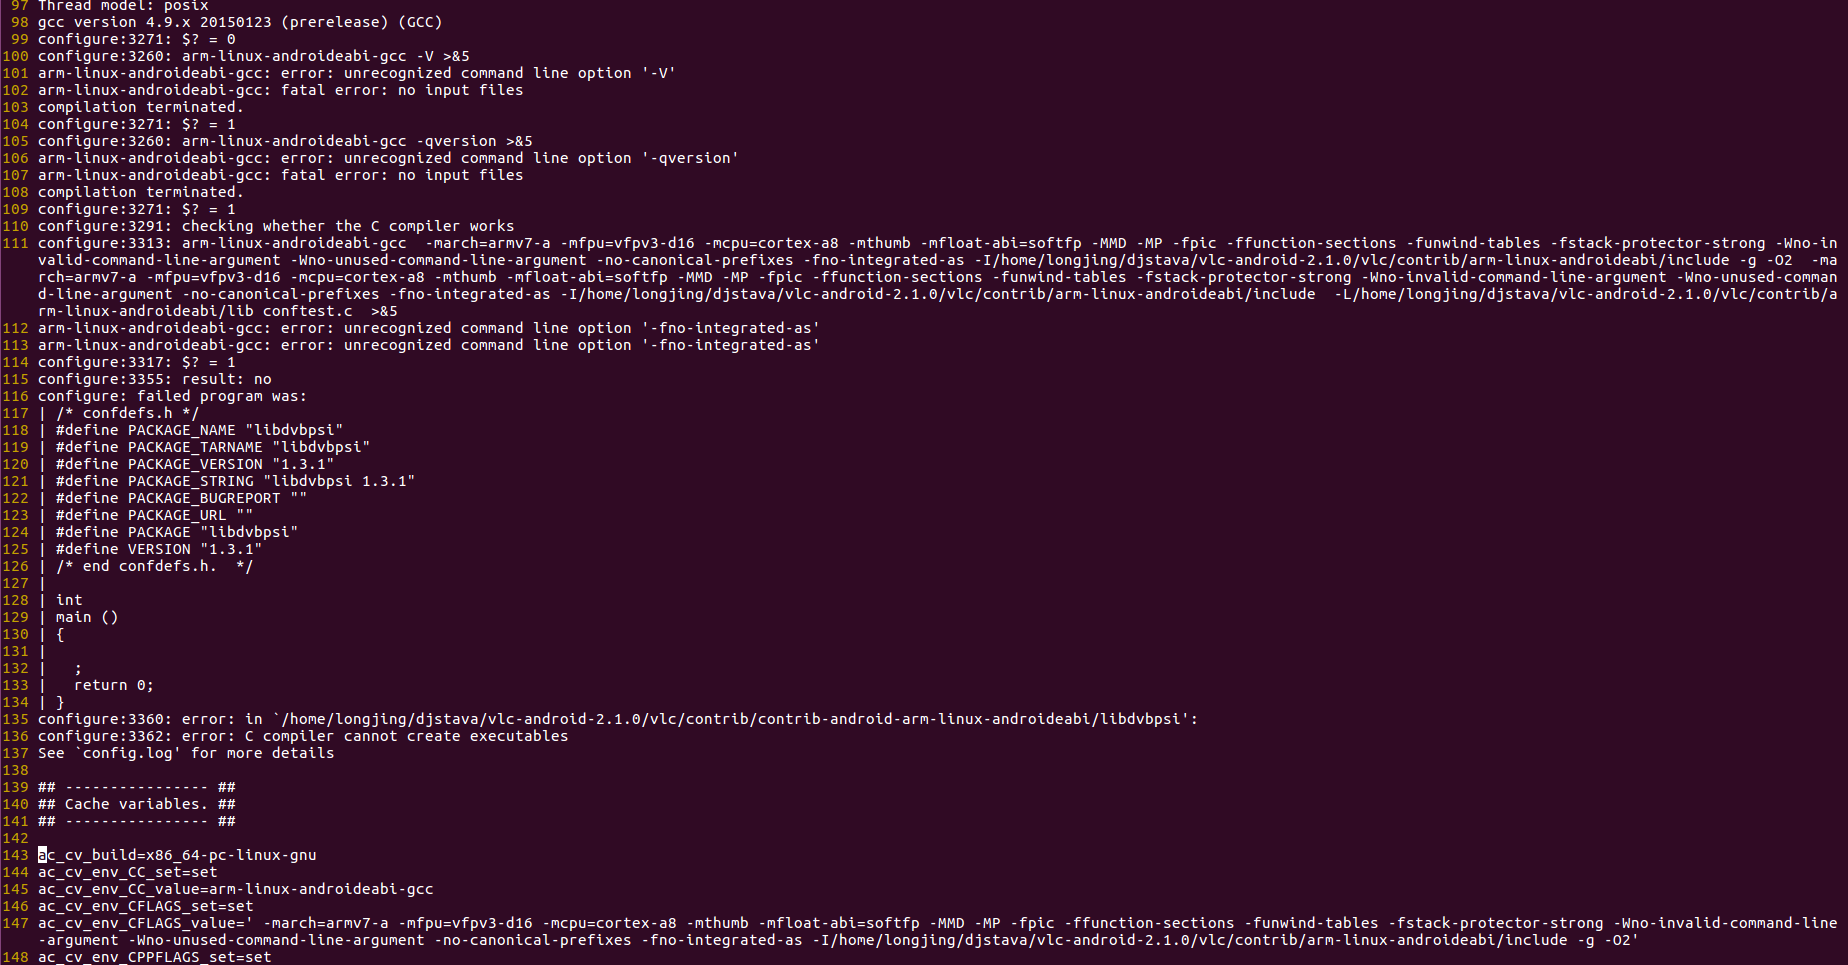 97 Thread model: posix
98 gcc version 4.9.x 20150123 (prerelease) (GCC)
99 configure:3271: $? = 0
100 configure:3260: arm-linux-androideabi-gcc -V >&5
101 arm-linux-androideabi-gcc: error: unrecognized command line option '-V'
102 arm-linux-androideabi-gcc: fatal error: no input files
103 compilation terminated.
104 configure:3271: $? = 1
105 configure:3260: arm-linux-androideabi-gcc -qversion >&5
106 arm-linux-androideabi-gcc: error: unrecognized command line option '-qversion'
107 arm-linux-androideabi-gcc: fatal error: no input files
108 compilation terminated.
109 configure:3271: $? = 1
110 configure:3291: checking whether the C compiler works
111 configure:3313: arm-linux-androideabi-gcc  -march=armv7-a -mfpu=vfpv3-d16 -mcpu=cortex-a8 -mthumb -mfloat-abi=softfp -MMD -MP -fpic -ffunction-sections -funwind-tables -fstack-protector-strong -Wno-in
valid-command-line-argument -Wno-unused-command-line-argument -no-canonical-prefixes -fno-integrated-as -I/home/longjing/djstava/vlc-android-2.1.0/vlc/contrib/arm-linux-androideabi/include -g -O2  -ma
rch=armv7-a -mfpu=vfpv3-d16 -mcpu=cortex-a8 -mthumb -mfloat-abi=softfp -MMD -MP -fpic -ffunction-sections -funwind-tables -fstack-protector-strong -Wno-invalid-command-line-argument -Wno-unused-comman
d-line-argument -no-canonical-prefixes -fno-integrated-as -I/home/longjing/djstava/vlc-android-2.1.0/vlc/contrib/arm-linux-androideabi/include  -L/home/longjing/djstava/vlc-android-2.1.0/vlc/contrib/a
rm-linux-androideabi/lib conftest.c  >&5
112 arm-linux-androideabi-gcc: error: unrecognized command line option '-fno-integrated-as'
113 arm-linux-androideabi-gcc: error: unrecognized command line option '-fno-integrated-as'
114 configure:3317: $? = 1
115 configure:3355: result: no
116 configure: failed program was:
117 | /* confdefs.h */
118 | #define PACKAGE_NAME "libdvbpsi"
119 | #define PACKAGE_TARNAME "libdvbpsi"
120 | #define PACKAGE_VERSION "1.3.1"
121 | #define PACKAGE_STRING "libdvbpsi 1.3.1"
122 | #define PACKAGE_BUGREPORT ""
123 | #define PACKAGE_URL ""
124 | #define PACKAGE "libdvbpsi"
125 | #define VERSION "1.3.1"
126 | /* end confdefs.h.  */
127 |
128 | int
129 | main ()
130 | {
131 |
132 |   ;
133 |   return 0;
134 | }
135 configure:3360: error: in `/home/longjing/djstava/vlc-android-2.1.0/vlc/contrib/contrib-android-arm-linux-androideabi/libdvbpsi':
136 configure:3362: error: C compiler cannot create executables
137 See `config.log' for more details
138
139 ## ---------------- ##
140 ## Cache variables. ##
141 ## ---------------- ##
142
143 ac_cv_build=x86_64-pc-linux-gnu
144 ac_cv_env_CC_set=set
145 ac_cv_env_CC_value=arm-linux-androideabi-gcc
146 ac_cv_env_CFLAGS_set=set
147 ac_cv_env_CFLAGS_value=' -march=armv7-a -mfpu=vfpv3-d16 -mcpu=cortex-a8 -mthumb -mfloat-abi=softfp -MMD -MP -fpic -ffunction-sections -funwind-tables -fstack-protector-strong -Wno-invalid-command-line
-argument -Wno-unused-command-line-argument -no-canonical-prefixes -fno-integrated-as -I/home/longjing/djstava/vlc-android-2.1.0/vlc/contrib/arm-linux-androideabi/include -g -O2'
148 ac_cv_env_CPPFLAGS_set=set